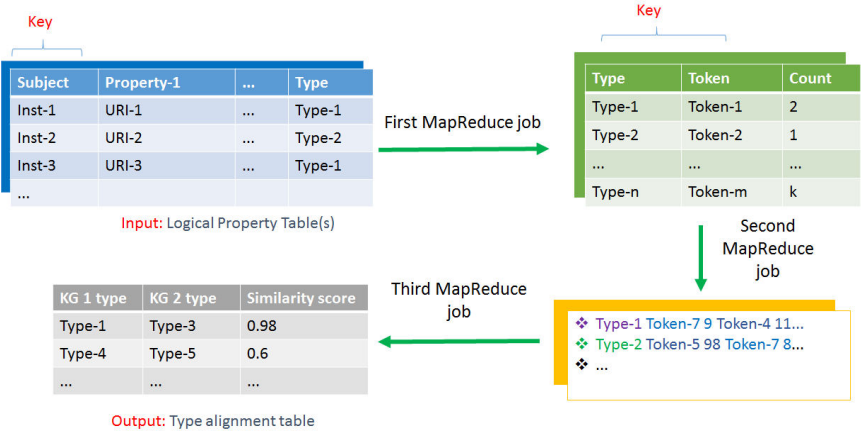 Key
Subject Property-1 ... Type
Inst-1 URI-1 ... Type-1
Inst-2 URI-2 ... Type-2
Inst-3 URI-3 ... Type-1
...
Input: Logical Property Table(s)
First MapReduce job
Key
Type Token Count
Type-1 Token-1 2
Type-2 Token-2 1
... ... ...
Type-n Token-m k
Second
MapReduce
job
❖ Type-1 Token-7 9 Token-4 11...
❖ Type-2 Token-5 98 Token-7 8...
❖ ...
Third MapReduce
job
KG 1 type KG 2 type Similarity score
Type-1 Type-3 0.98
Type-4 Type-5 0.6
... ... ...
Output: Type alignment table